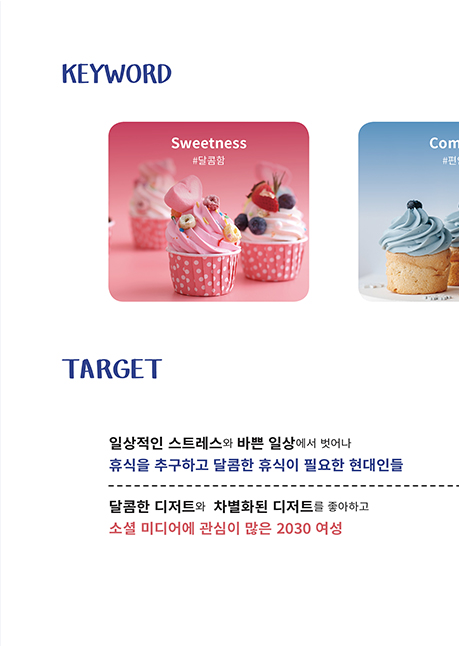 KEYWORD
Sweetness
#달콤함
TARGET
일상적인 스트레스와 바쁜 일상에서 벗어나
휴식을 추구하고 달콤한 휴식이 필요한 현대인들
달콤한 디저트와 차별화된 디저트를 좋아하고
소셜 미디어에 관심이 많은 2030 여성